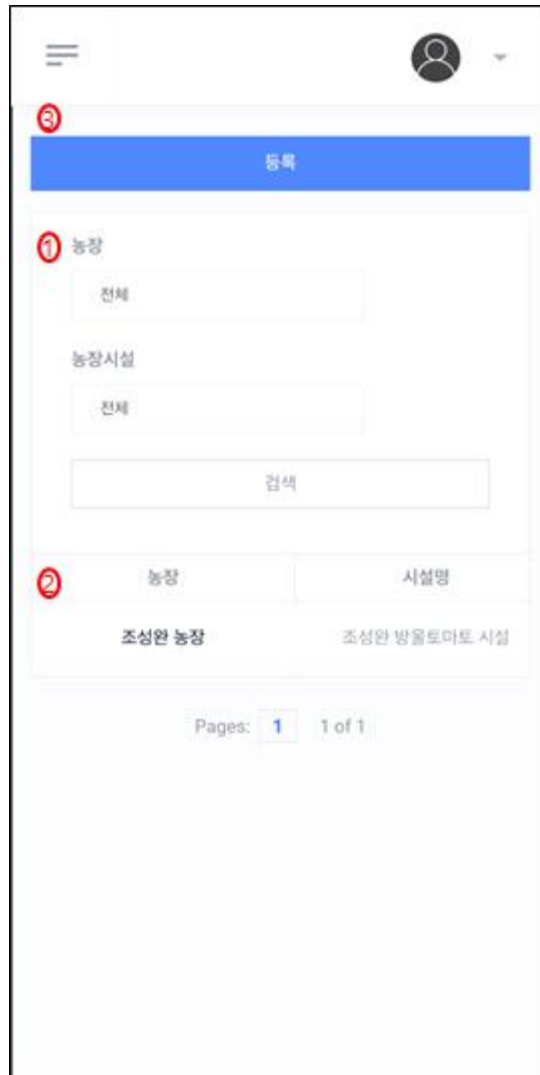 ③
등록
① 농장
전체
농장시설
전체
검색
② 농장 시설명
조성완 농장 조성완 방울토마토 시설
Pages: 1 1 of 1